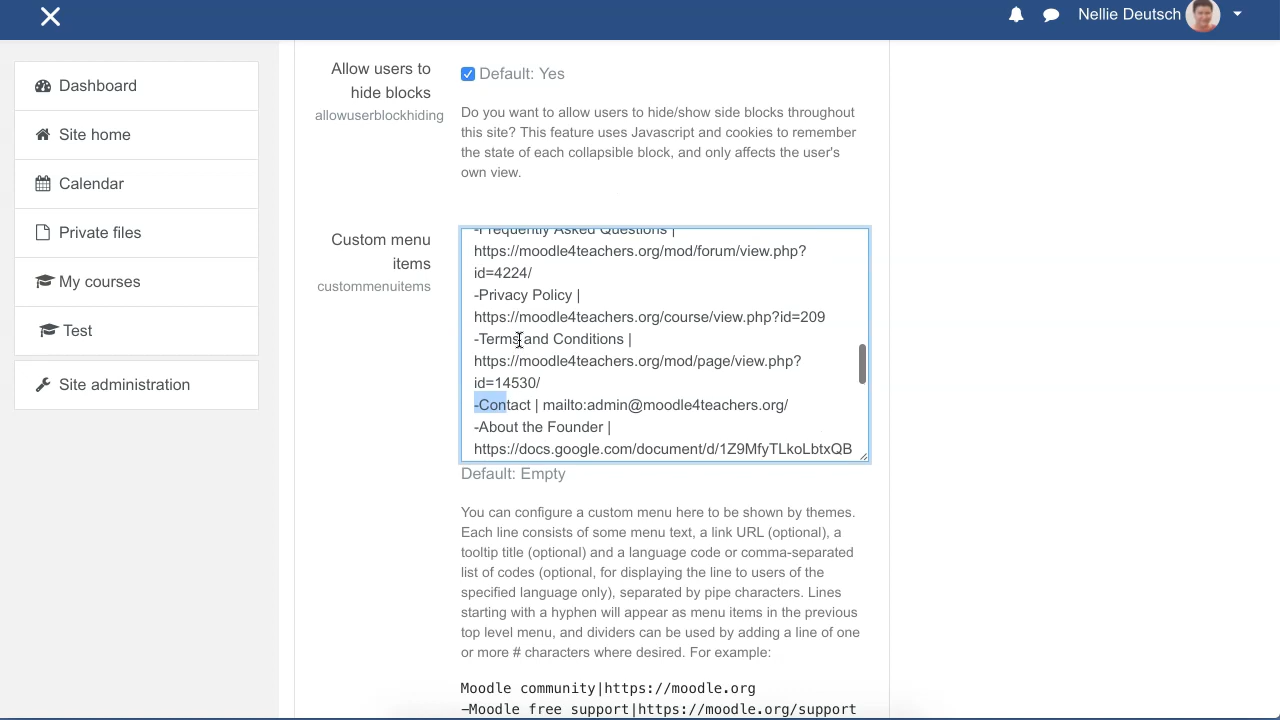 Nellie Deutsch
Dashboard
Site home
Calendar
Private files
My courses
Test
Site administration
Allow users to
hide blocks
allowuserblockhiding
Default: Yes
Do you want to allow users to hide/show side blocks throughout
this site? This feature uses Javascript and cookies to remember
the state of each collapsible block, and only affects the user's
own view.
Custom menu
items
custommenuitems
-Frequently Asked Questions |
https://moodle4teachers.org/mod/forum/view.php?
id=4224/
-Privacy Policy |
https://moodle4teachers.org/course/view.php?id=209
-Terms and Conditions |
https://moodle4teachers.org/mod/page/view.php?
id=14530/
-Contact | mailto:admin@moodle4teachers.org/
-About the Founder |
https://docs.google.com/document/d/1Z9MfyTLkoLbtxQB
Default: Empty
You can configure a custom menu here to be shown by themes.
Each line consists of some menu text, a link URL (optional), a
tooltip title (optional) and a language code or comma-separated
list of codes (optional, for displaying the line to users of the
specified language only), separated by pipe characters. Lines
starting with a hyphen will appear as menu items in the previous
top level menu, and dividers can be used by adding a line of one
or more # characters where desired. For example:
Moodle community|https://moodle.org
-Moodle free support|https://moodle.org/support